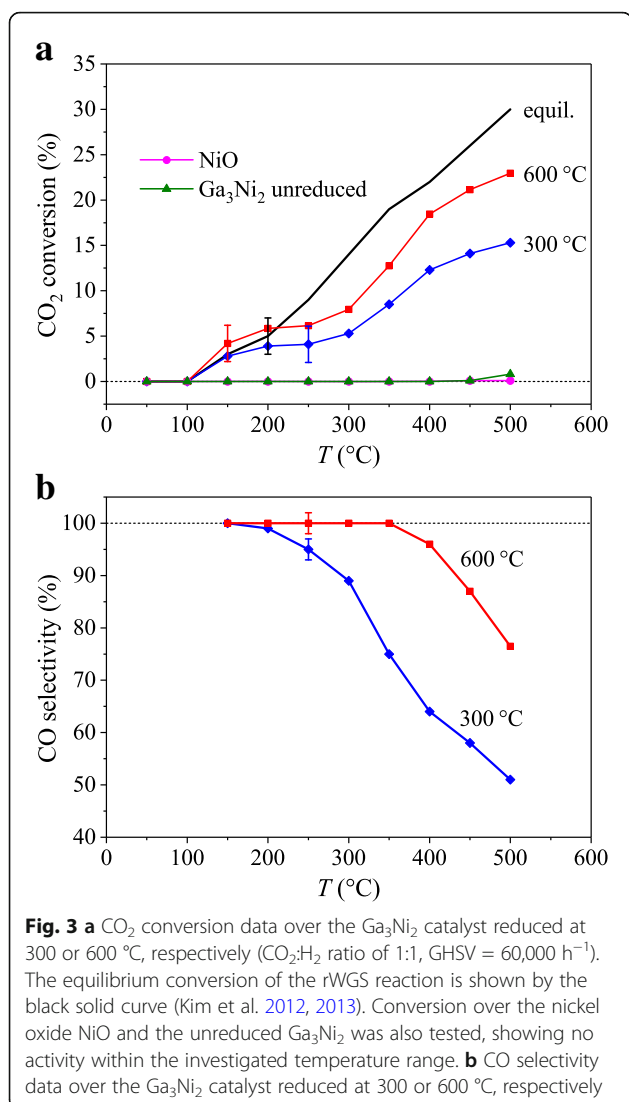 a
35
30
25
20
15
10
5
0
CO₂ conversion (%)
NiO
Ga₃Ni₂ unreduced
equil.
600 °C
300 °C
0 100 200 300 400 500 600
T (°C)
b
100
90
80
70
60
50
40
CO selectivity (%)
600 °C
300 °C
0 100 200 300 400 500 600
T (°C)
Fig. 3 a CO₂ conversion data over the Ga₃Ni₂ catalyst reduced at
300 or 600 °C, respectively (CO₂:H₂ ratio of 1:1, GHSV = 60,000 h⁻¹).
The equilibrium conversion of the rWGS reaction is shown by the
black solid curve (Kim et al. 2012, 2013). Conversion over the nickel
oxide NiO and the unreduced Ga₃Ni₂ was also tested, showing no
activity within the investigated temperature range. b CO selectivity
data over the Ga₃Ni₂ catalyst reduced at 300 or 600 °C, respectively